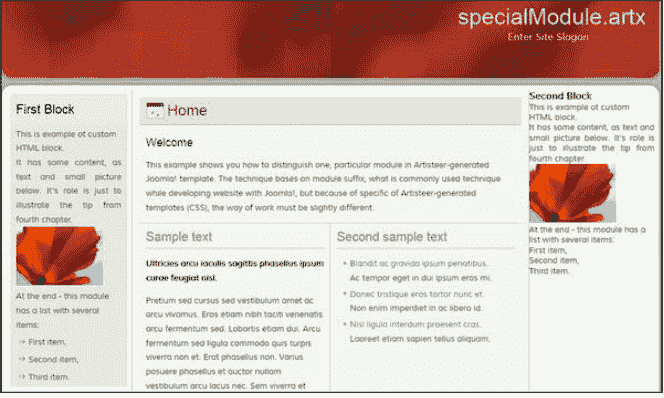 specialModule.artx
Enter Site Slogan
First Block
This is example of custom
HTML block.
It has some content, as
text and small picture
below. It's role is just to
illustrate the tip from
fourth chapter.
At the end - this module
has a list with several
items:
First item,
Second item,
Third item.
Home
Welcome
This example shows you how to distinguish one, particular module in Artisteer-generated
Joomla! template. The technique bases on module suffix, what is commonly used technique
while developing website with Joomla!, but because of specific of Artisteer-generated
templates (CSS), the way of work must be slightly different.
Sample text
Ultricies arcu iaculis sagittis phasellus ipsum
curae feugiat nisl.
Pretium sed cursus sed vestibulum amet ac
arcu vivamus. Eros etiam nibh taciti venenatis
arcu fermentum sed. Lobortis etiam dui. Arcu
fermentum sed ligula commodo quis turpis
viverra non et. Erat phasellus non. Varius
posuere phasellus et auctor nullam
vestibulum arcu lacus nec. Sem viverra et
Second sample text
Blandit ac gravida ipsum penatibus.
Ac tempor eget in dui ipsum eros mi.
Donec tristique eros tortor nunc et.
Non enim imperdiet in ac libero id.
Nisi ligula interdum praesent cras.
Laoreet etiam sapien tellus aliquam.
Second Block
This is example of custom
HTML block.
It has some content, as text and
small picture below. It's role is
just to illustrate the tip from
fourth chapter.
At the end - this module has a
list with several items:
First item,
Second item,
Third item.